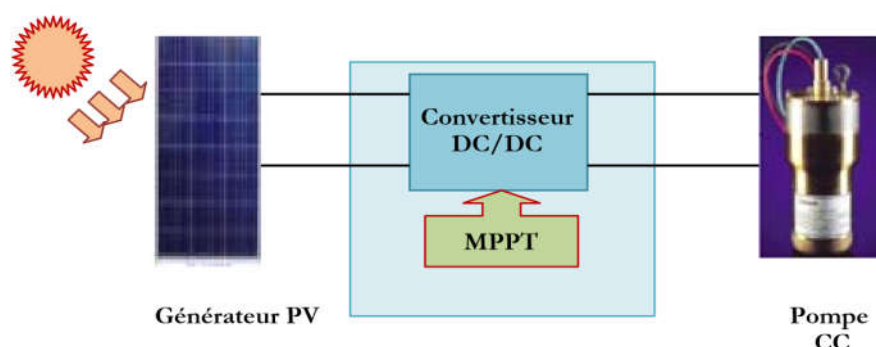 Convertisseur
DC/DC
MPPT
Générateur PV
Pompe
CC